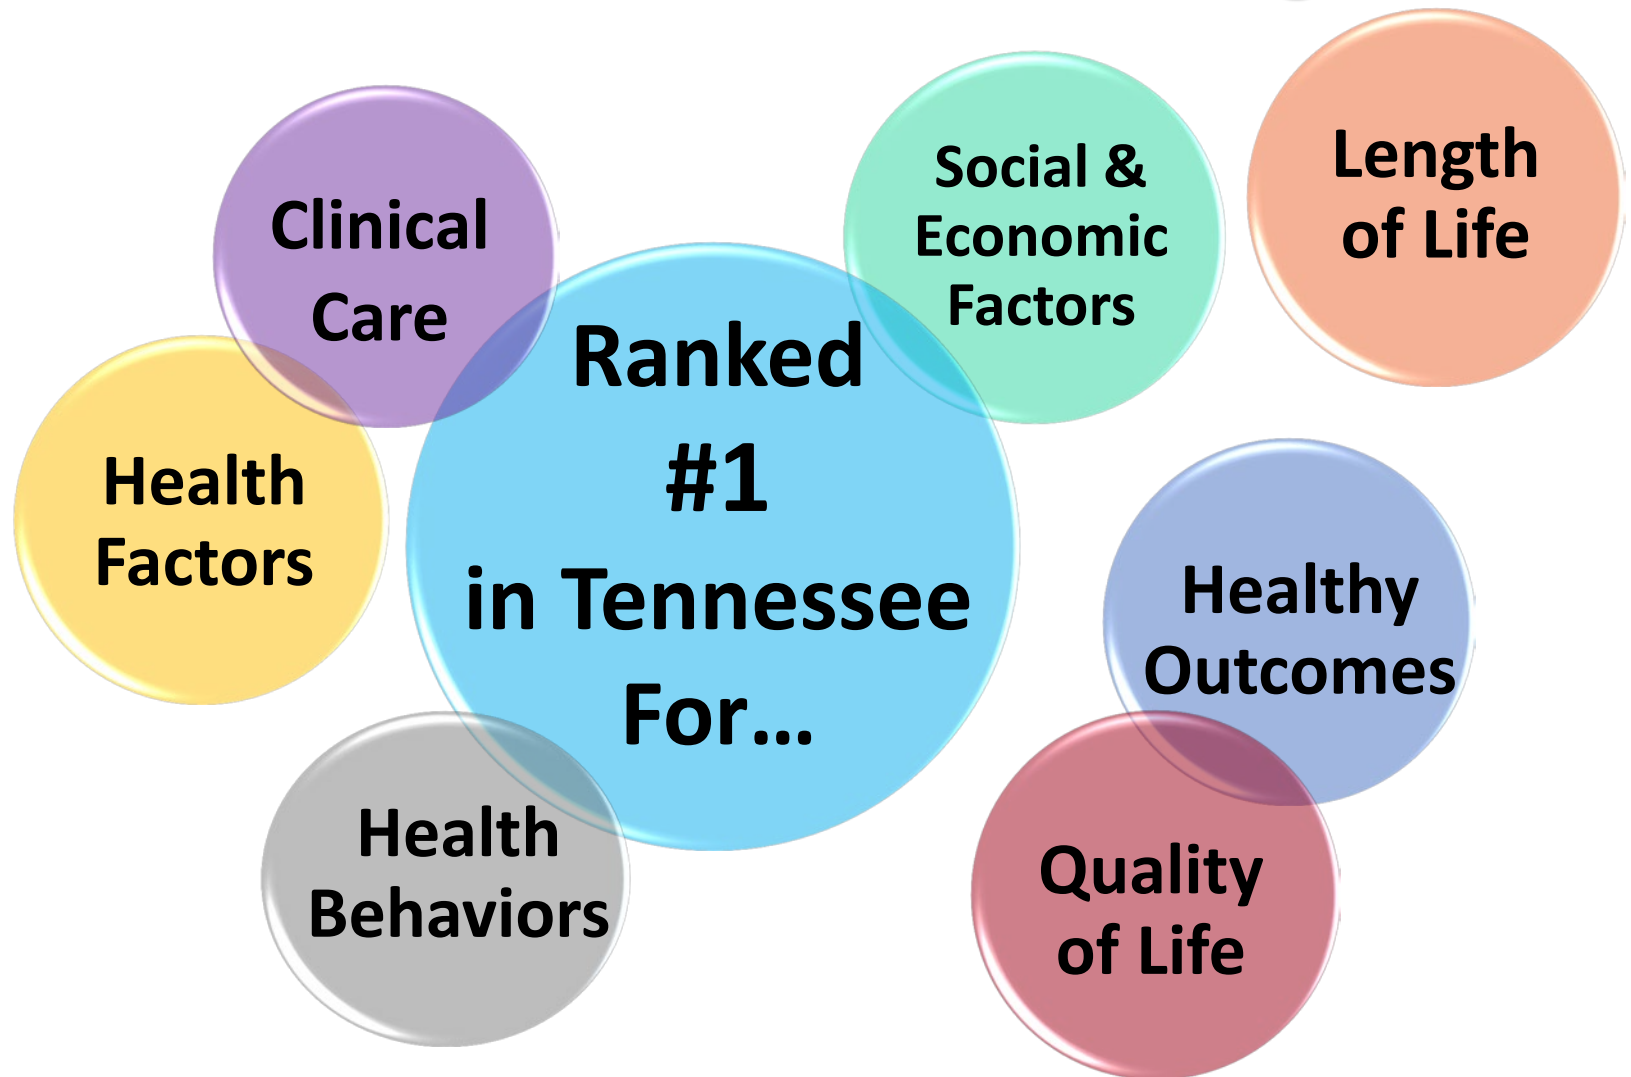 Clinical
Care
Social &
Economic
Factors
Length
of Life
Ranked
#1
in Tennessee
For...
Health
Factors
Healthy
Outcomes
Health
Behaviors
Quality
of Life